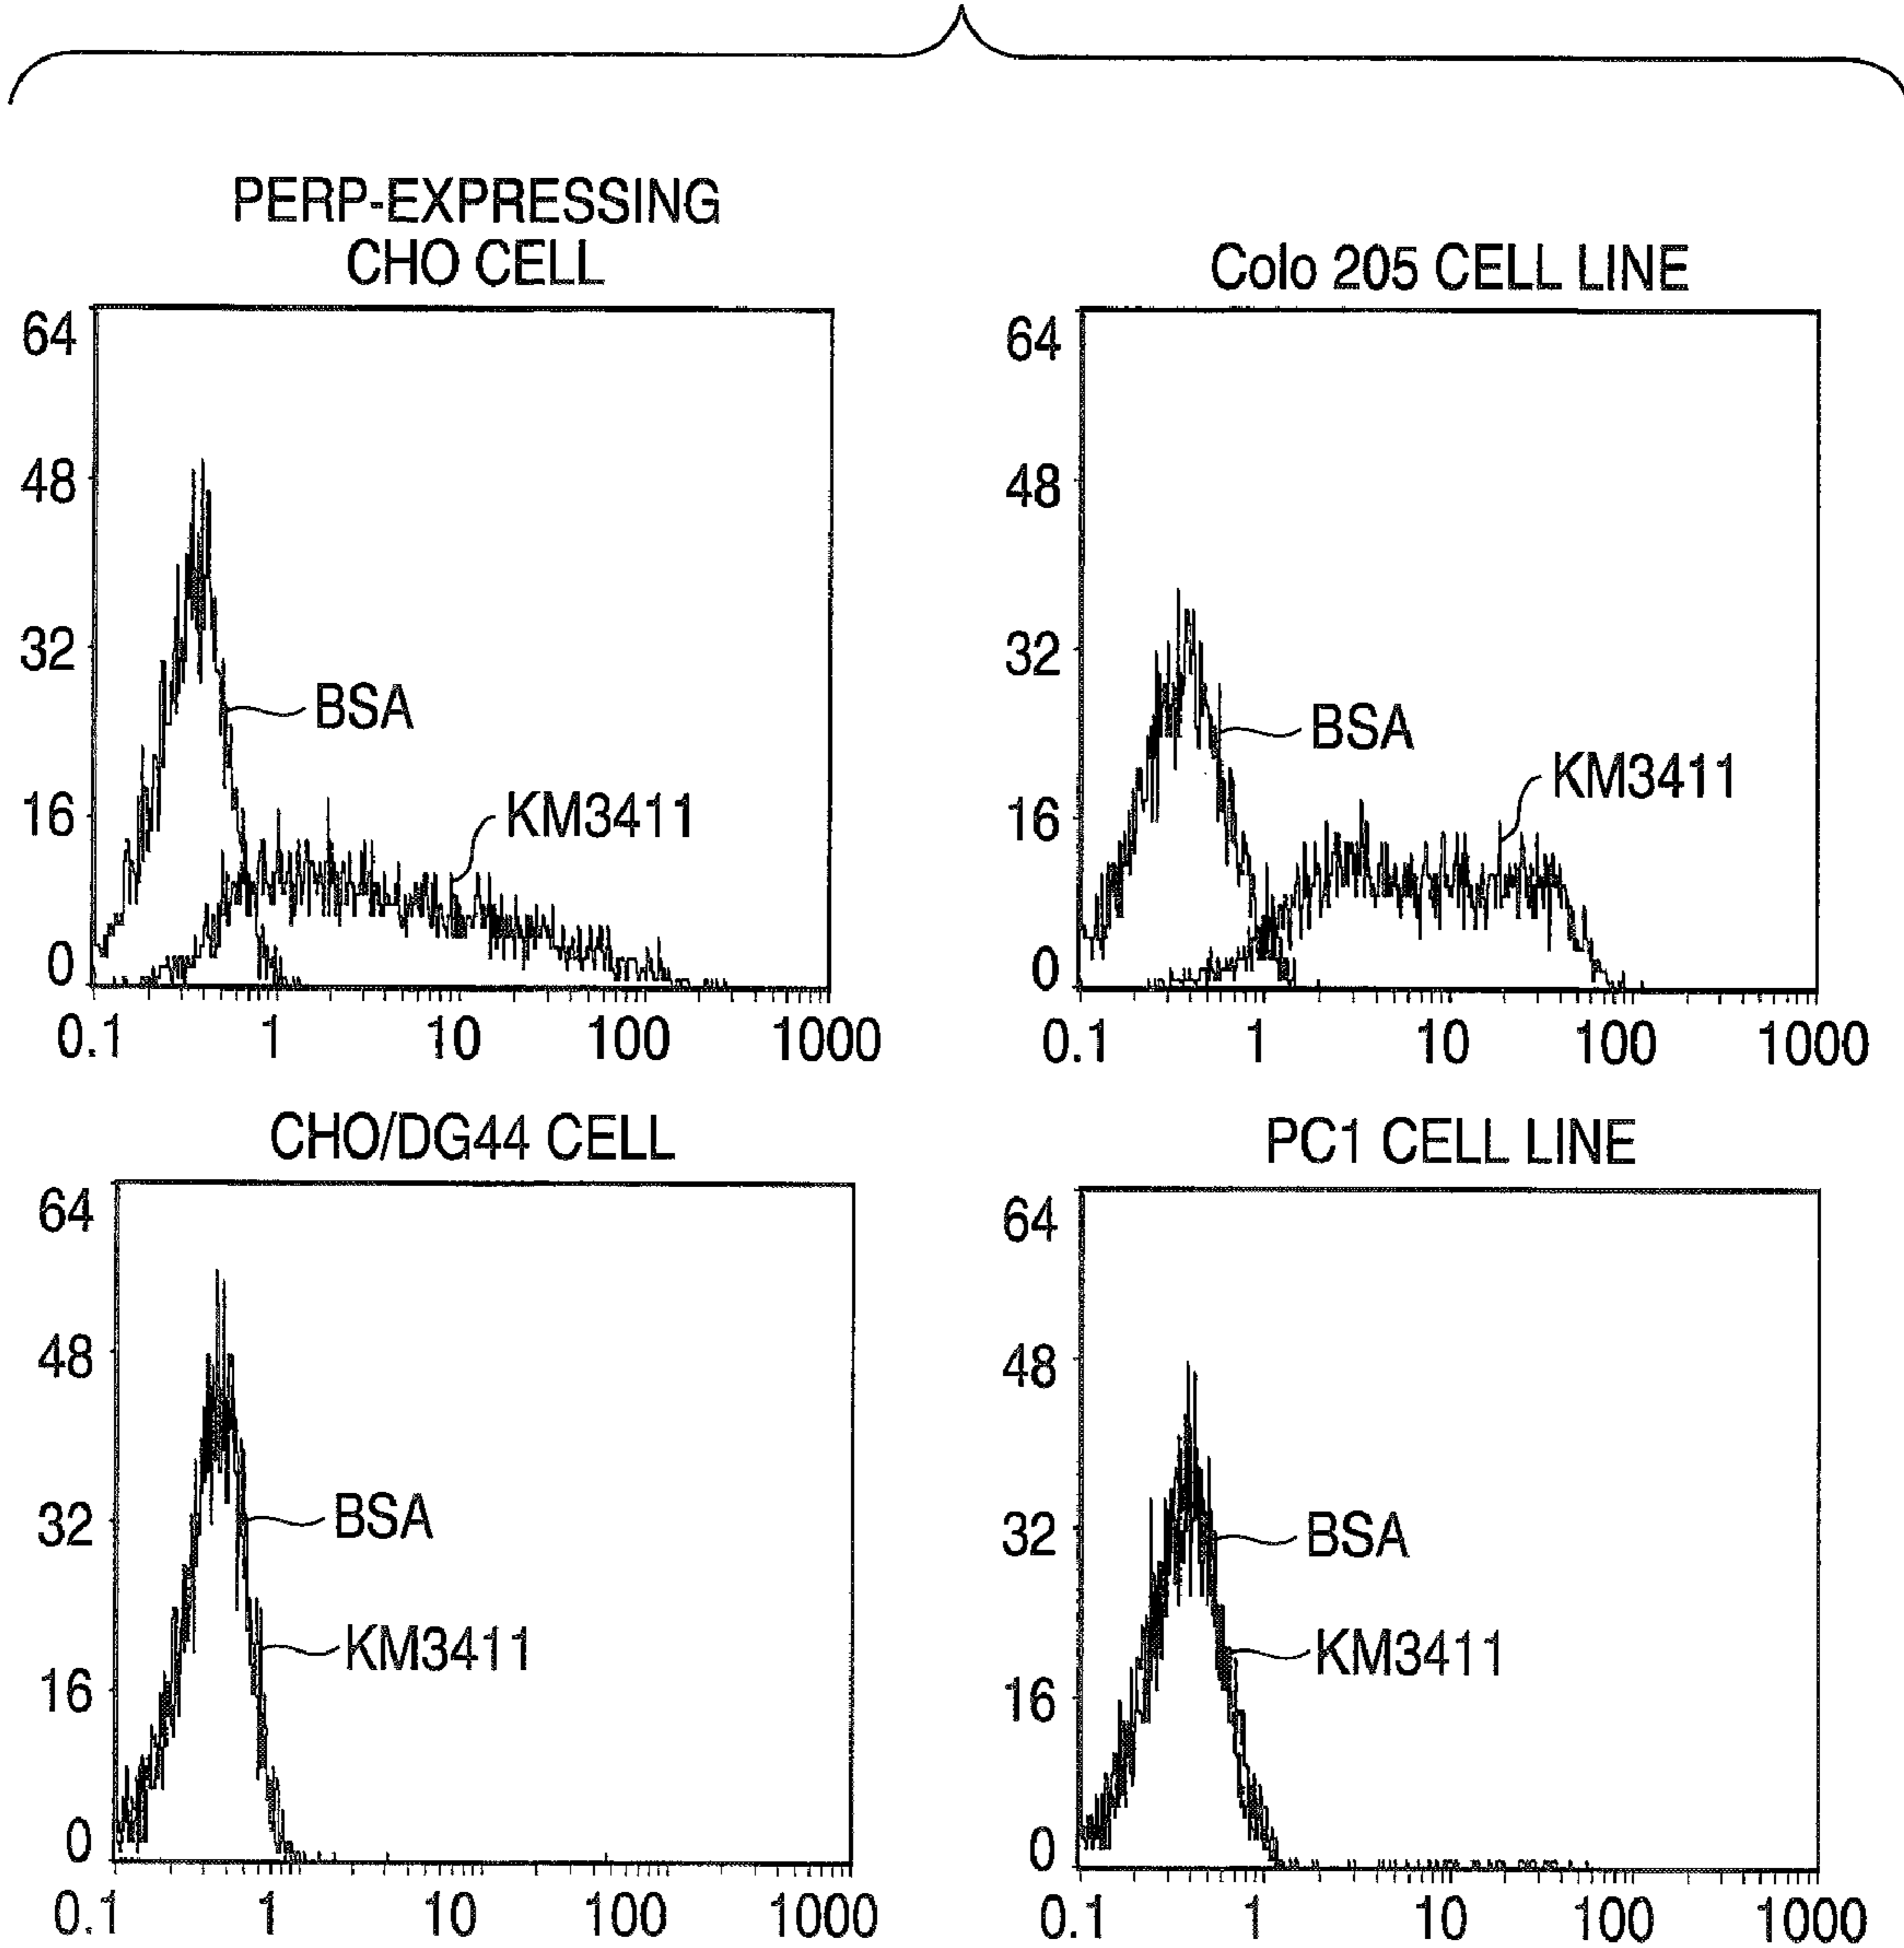 PERP-EXPRESSING
CHO CELL
64
48
32
16
0
BSA
KM3411
0.1 1 10 100 1000
Colo 205 CELL LINE
64
48
32
16
0
BSA
KM3411
0.1 1 10 100 1000
CHO/DG44 CELL
64
48
32
16
0
BSA
KM3411
0.1 1 10 100 1000
PC1 CELL LINE
64
48
32
16
0
BSA
KM3411
0.1 1 10 100 1000